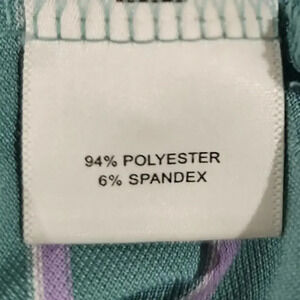 94% POLYESTER
6% SPANDEX